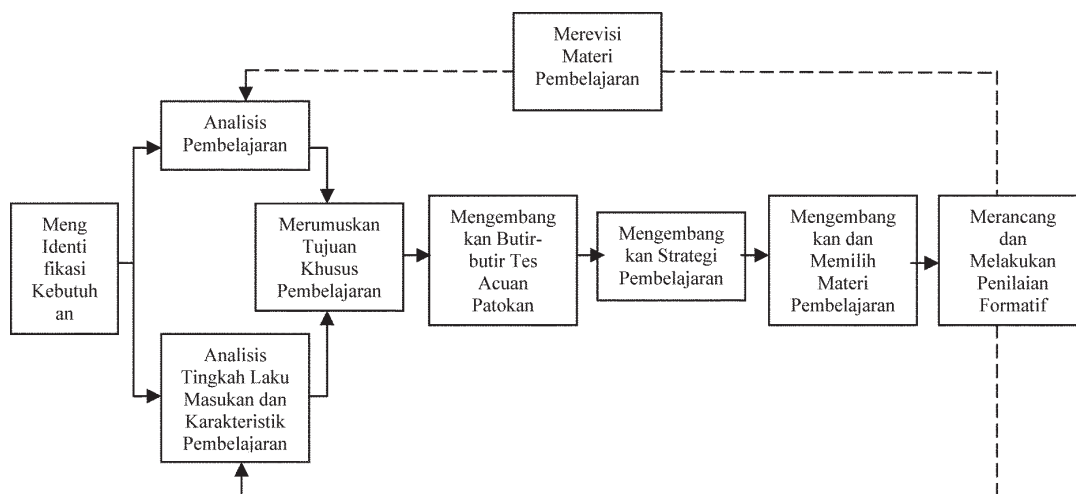 Merevisi
Materi
Pembelajaran
Analisis
Pembelajaran
Meng
Identi
fikasi
Kebutuh
an
Merumuskan
Tujuan
Khusus
Pembelajaran
Mengembang
kan Butir-
butir Tes
Acuan
Patokan
Mengembang
kan Strategi
Pembelajaran
Mengembang
kan dan
Memilih
Materi
Pembelajaran
Merancang
dan
Melakukan
Penilaian
Formatif
Analisis
Tingkah Laku
Masukan dan
Karakteristik
Pembelajaran